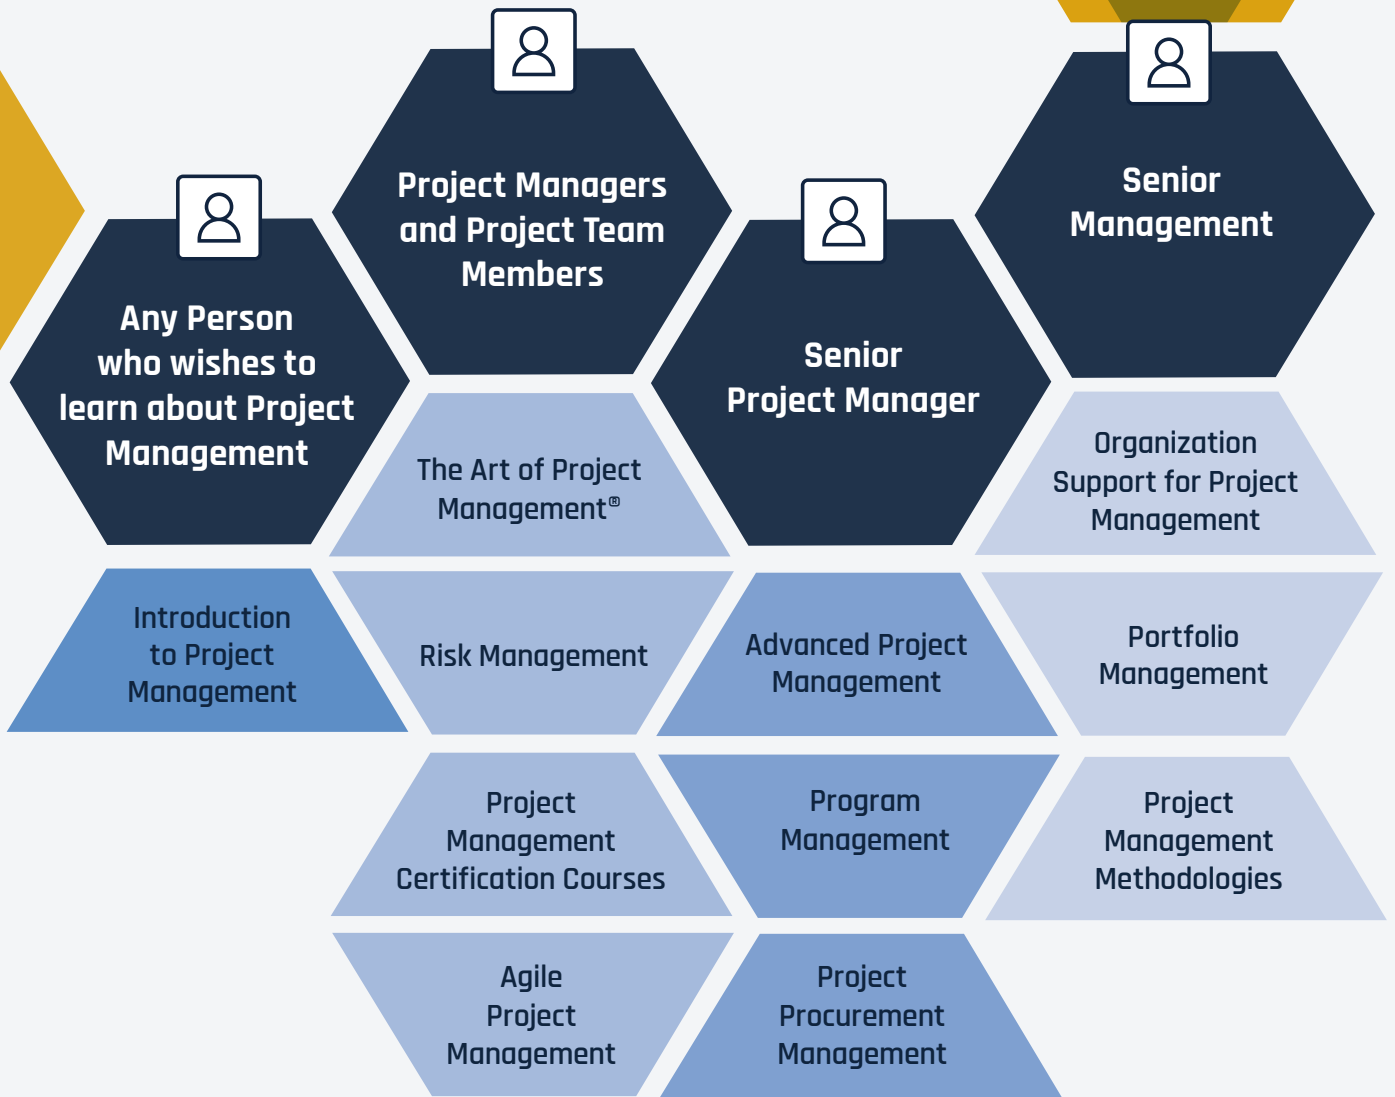 Any Person
who wishes to
learn about Project
Management
Introduction
to Project
Management
Project Managers
and Project Team
Members
The Art of Project
Management®
Risk Management
Project
Management
Certification Courses
Agile
Project
Management
Senior
Project Manager
Advanced Project
Management
Program
Management
Project
Procurement
Management
Senior
Management
Organization
Support for Project
Management
Portfolio
Management
Project
Management
Methodologies